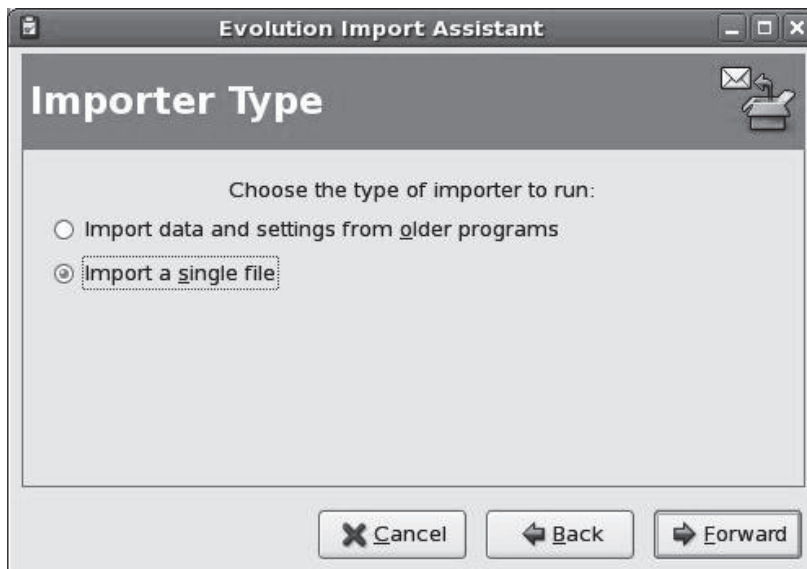 Evolution Import Assistant
Importer Type
Choose the type of importer to run:
Import data and settings from older programs
Import a single file
Cancel
Back
Forward